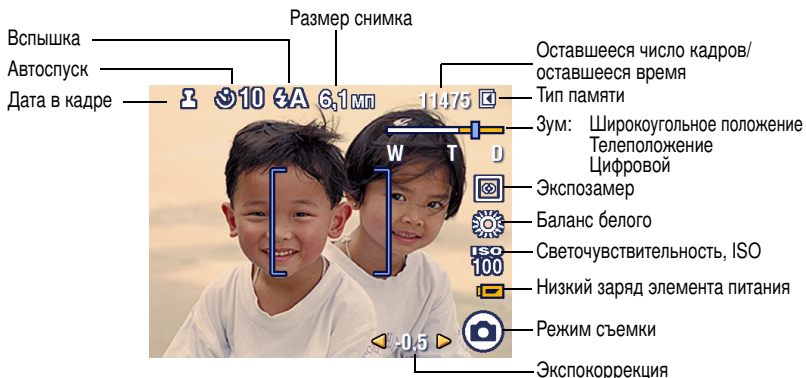 Размер снимка
Вспышка
Автоспуск
Дата в кадре
Оставшееся число кадров/
оставшееся время
Тип памяти
Зум: Широкоугольное положение
Телеположение
Цифровой
Экспозамер
Баланс белого
Светочувствительность, ISO
Низкий заряд элемента питания
Режим съемки
Экспокоррекция
10 A 6,1 МП 11475
W T D
ISO
100
-0,5